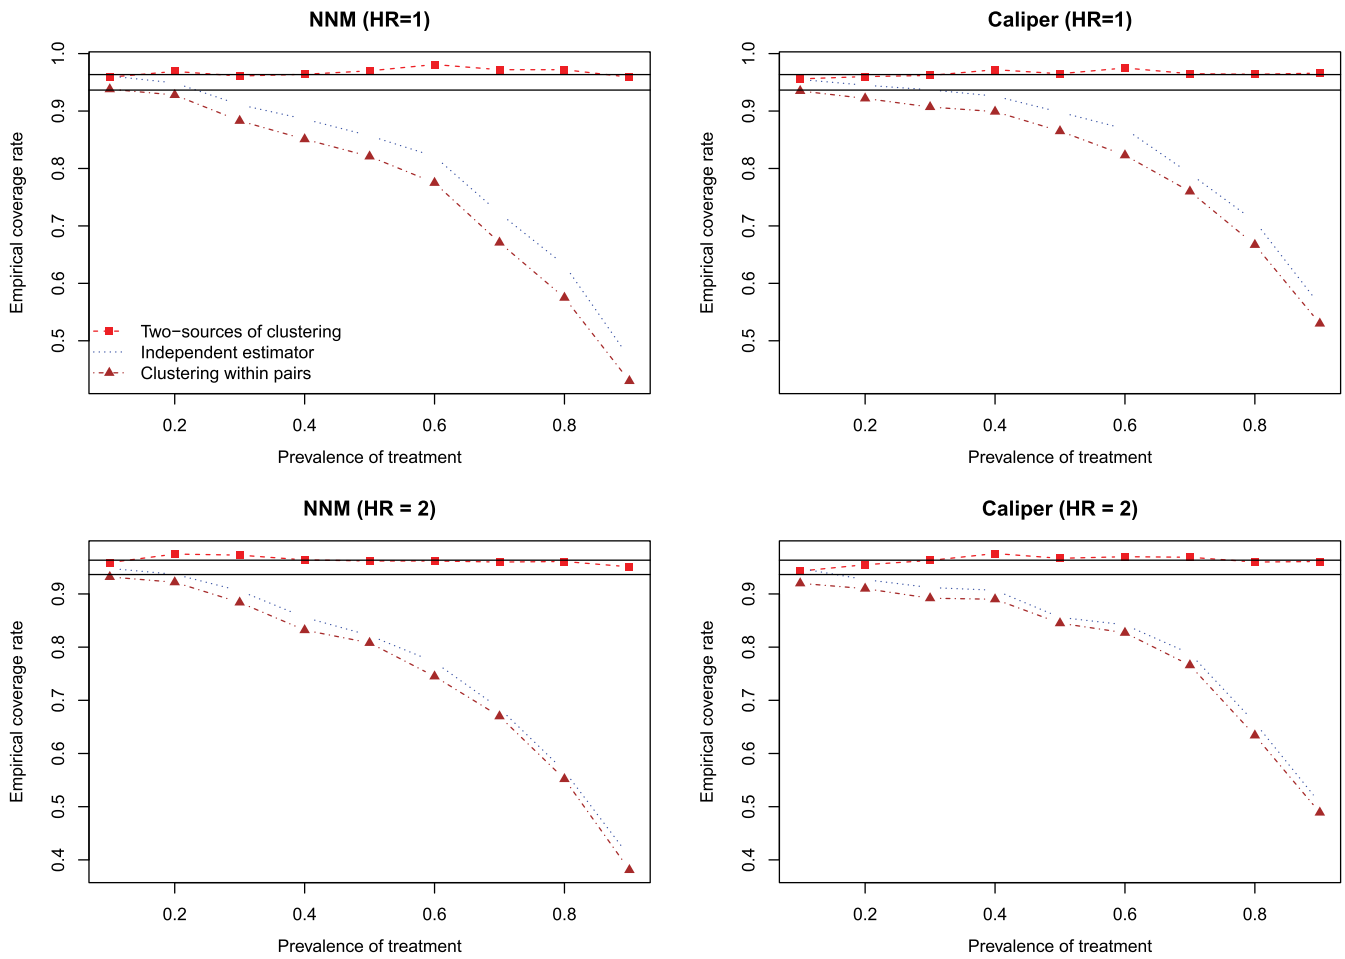 NNM (HR=1)
Empirical coverage rate
1.0
0.9
0.8
0.7
0.6
0.5
Two−sources of clustering
Independent estimator
Clustering within pairs
0.2 0.4 0.6 0.8
Prevalence of treatment
Caliper (HR=1)
Empirical coverage rate
1.0
0.9
0.8
0.7
0.6
0.5
0.2 0.4 0.6 0.8
Prevalence of treatment
NNM (HR = 2)
Empirical coverage rate
0.9
0.8
0.7
0.6
0.5
0.4
0.2 0.4 0.6 0.8
Prevalence of treatment
Caliper (HR = 2)
Empirical coverage rate
0.9
0.8
0.7
0.6
0.5
0.4
0.2 0.4 0.6 0.8
Prevalence of treatment